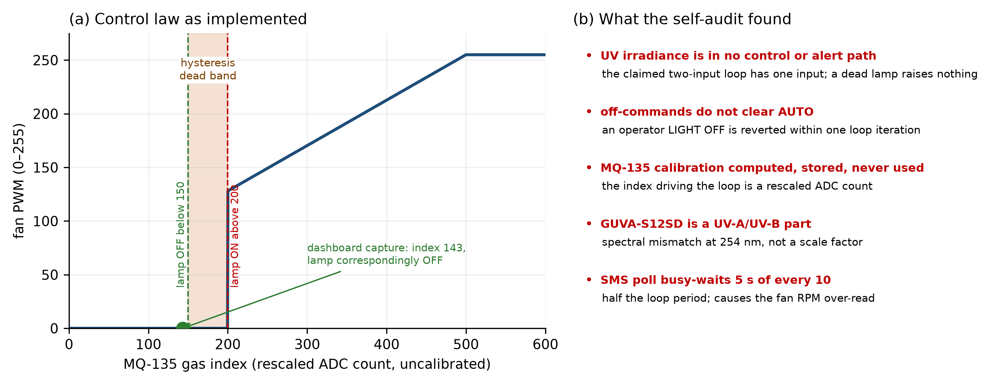 (a) Control law as implemented
fan PWM (0–255)
250
200
150
100
50
0
hysteresis
dead band
lamp OFF below 150
lamp ON above 200
dashboard capture: index 143,
lamp correspondingly OFF
0 100 200 300 400 500 600
MQ-135 gas index (rescaled ADC count, uncalibrated)
(b) What the self-audit found
• UV irradiance is in no control or alert path
the claimed two-input loop has one input; a dead lamp raises nothing
• off-commands do not clear AUTO
an operator LIGHT OFF is reverted within one loop iteration
• MQ-135 calibration computed, stored, never used
the index driving the loop is a rescaled ADC count
• GUVA-S12SD is a UV-A/UV-B part
spectral mismatch at 254 nm, not a scale factor
• SMS poll busy-waits 5 s of every 10
half the loop period; causes the fan RPM over-read